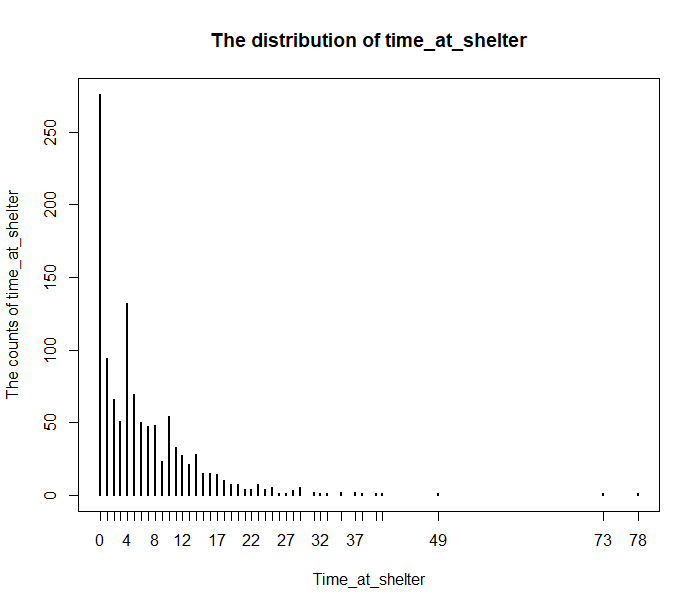 The distribution of time_at_shelter
The counts of time_at_shelter
250
200
150
100
50
0
0 4 8 12 17 22 27 32 37 49 73 78
Time_at_shelter